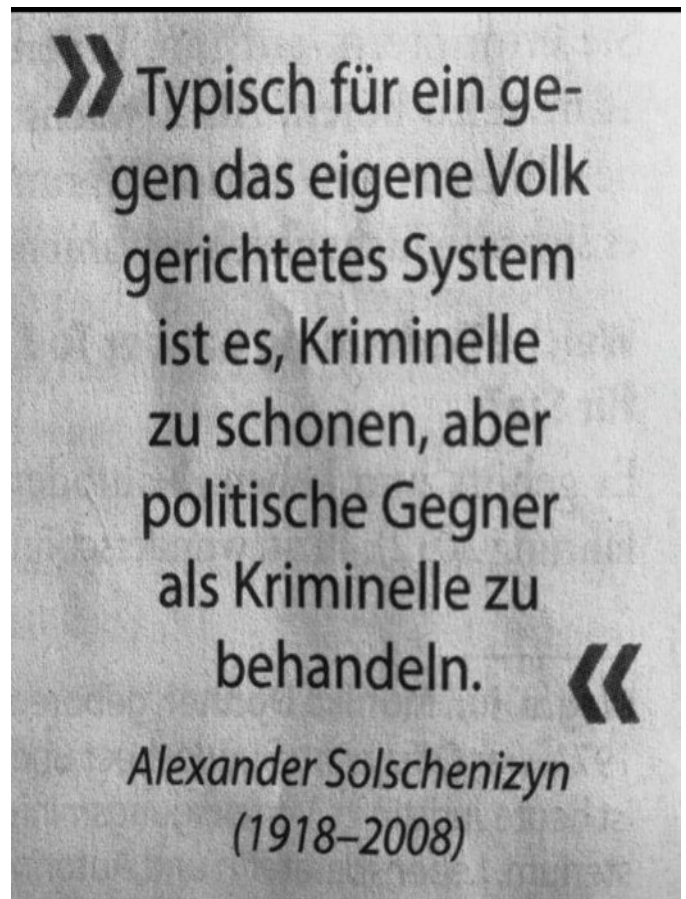 » Typisch für ein ge-
gen das eigene Volk
gerichtetes System
ist es, Kriminelle
zu schonen, aber
politische Gegner
als Kriminelle zu
behandeln. «
Alexander Solschenizyn
(1918–2008)